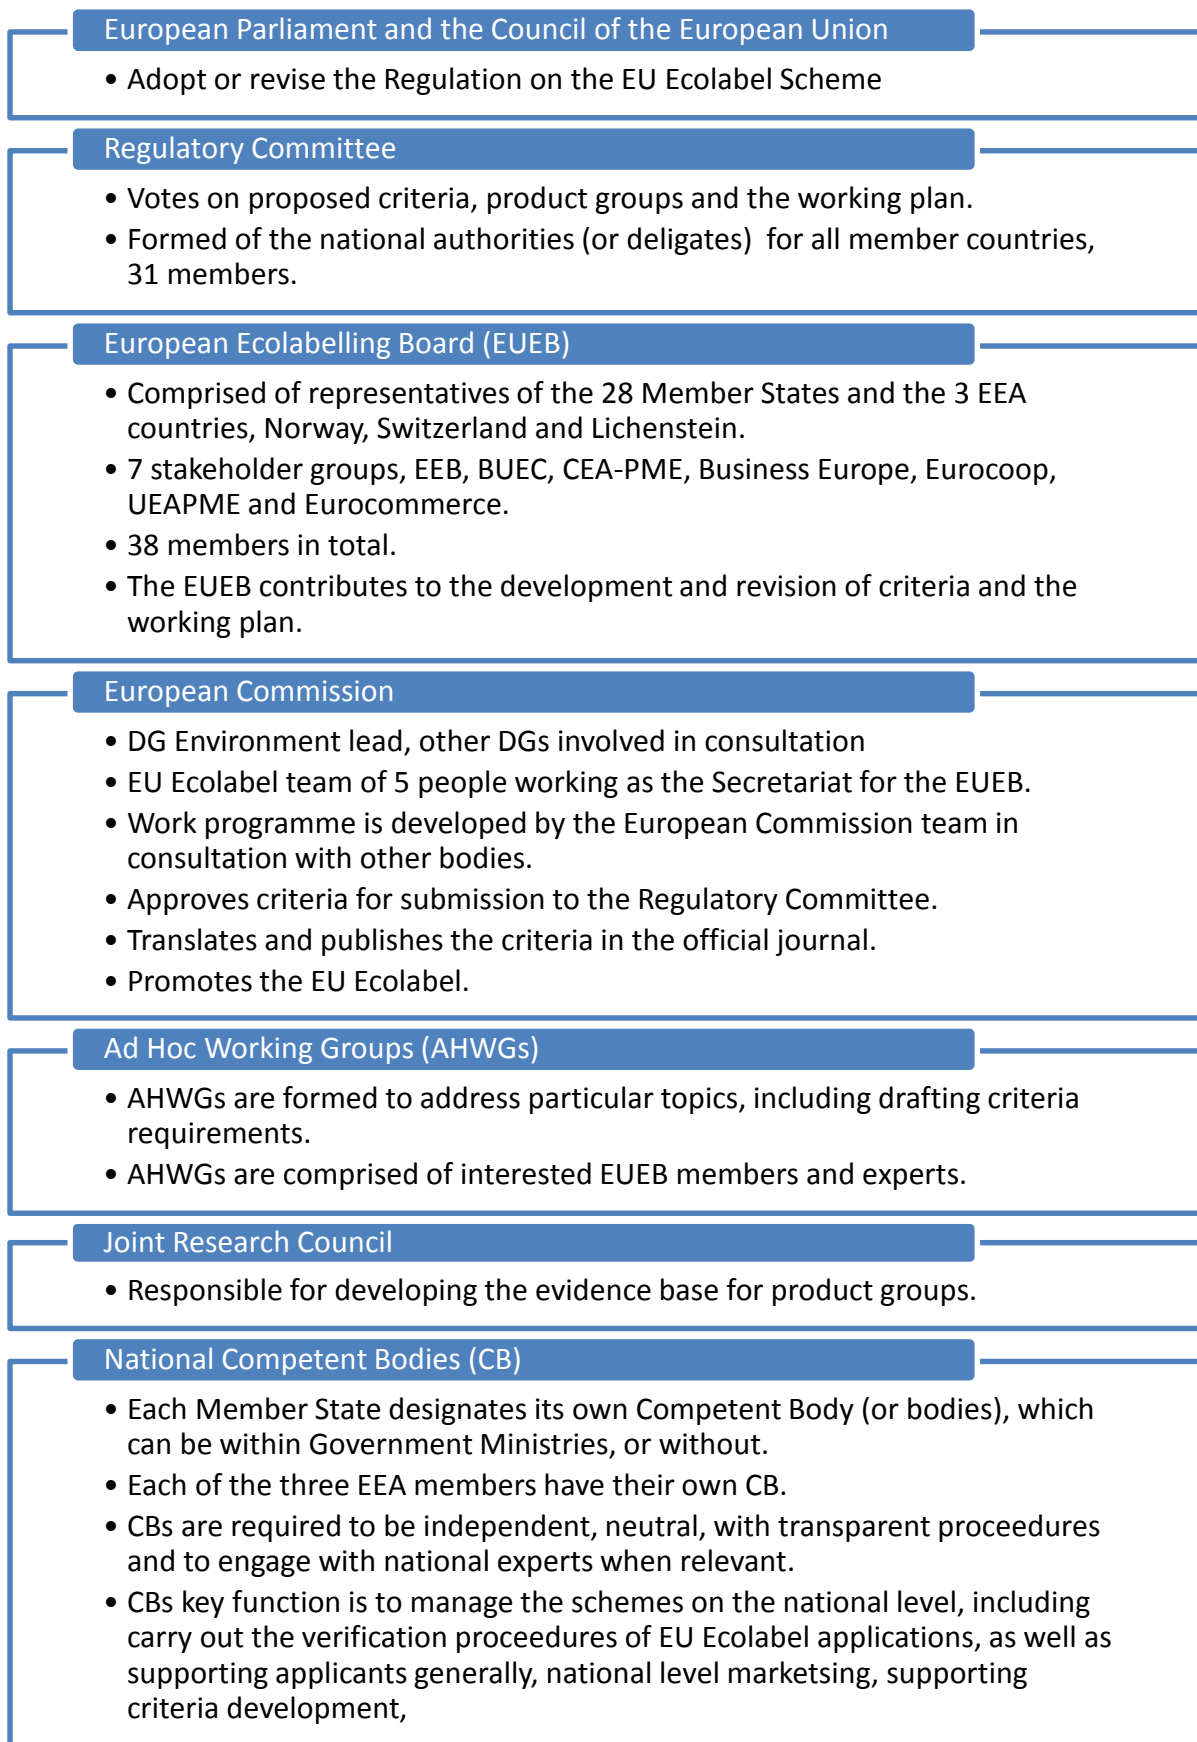 European Parliament and the Council of the European Union
• Adopt or revise the Regulation on the EU Ecolabel Scheme
Regulatory Committee
• Votes on proposed criteria, product groups and the working plan.
• Formed of the national authorities (or deligates) for all member countries,
31 members.
European Ecolabelling Board (EUEB)
• Comprised of representatives of the 28 Member States and the 3 EEA
countries, Norway, Switzerland and Lichenstein.
• 7 stakeholder groups, EEB, BUEC, CEA-PME, Business Europe, Eurocoop,
UEAPME and Eurocommerce.
• 38 members in total.
• The EUEB contributes to the development and revision of criteria and the
working plan.
European Commission
• DG Environment lead, other DGs involved in consultation
• EU Ecolabel team of 5 people working as the Secretariat for the EUEB.
• Work programme is developed by the European Commission team in
consultation with other bodies.
• Approves criteria for submission to the Regulatory Committee.
• Translates and publishes the criteria in the official journal.
• Promotes the EU Ecolabel.
Ad Hoc Working Groups (AHWGs)
• AHWGs are formed to address particular topics, including drafting criteria
requirements.
• AHWGs are comprised of interested EUEB members and experts.
Joint Research Council
• Responsible for developing the evidence base for product groups.
National Competent Bodies (CB)
• Each Member State designates its own Competent Body (or bodies), which
can be within Government Ministries, or without.
• Each of the three EEA members have their own CB.
• CBs are required to be independent, neutral, with transparent proceedures
and to engage with national experts when relevant.
• CBs key function is to manage the schemes on the national level, including
carry out the verification proceedures of EU Ecolabel applications, as well as
supporting applicants generally, national level marketsing, supporting
criteria development,